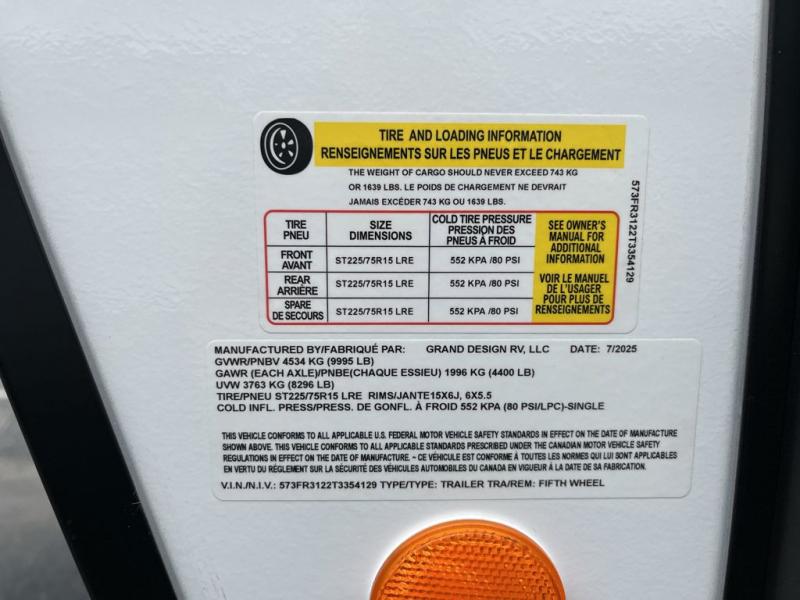 TIRE AND LOADING INFORMATION
RENSEIGNEMENTS SUR LES PNEUS ET LE CHARGEMENT
THE WEIGHT OF CARGO SHOULD NEVER EXCEED 743 KG
OR 1639 LBS. LE POIDS DE CHARGEMENT NE DEVRAIT
JAMAIS EXCÉDER 743 KG OU 1639 LBS.
573FR3122T3354129
TIRE
PNEU
SIZE
DIMENSIONS
COLD TIRE PRESSURE
PRESSION DES
PNEUS À FROID
FRONT
AVANT
ST225/75R15 LRE
552 KPA /80 PSI
REAR
ARRIÈRE
ST225/75R15 LRE
552 KPA /80 PSI
SPARE
DE SECOURS
ST225/75R15 LRE
552 KPA /80 PSI
SEE OWNER'S
MANUAL FOR
ADDITIONAL
INFORMATION
VOIR LE MANUEL
DE L'USAGER
POUR PLUS DE
RENSEIGNEMENTS
MANUFACTURED BY/FABRIQUÉ PAR: GRAND DESIGN RV, LLC DATE: 7/2025
GVWR/PNBV 4534 KG (9995 LB)
GAWR (EACH AXLE)/PNBE(CHAQUE ESSIEU) 1996 KG (4400 LB)
UVW 3763 KG (8296 LB)
TIRE/PNEU ST225/75R15 LRE RIMS/JANTE15X6J, 6X5.5
COLD INFL. PRESS/PRESS. DE GONFL. À FROID 552 KPA (80 PSI/LPC)-SINGLE
THIS VEHICLE CONFORMS TO ALL APPLICABLE U.S. FEDERAL MOTOR VEHICLE SAFETY STANDARDS IN EFFECT ON THE DATE OF MANUFACTURE
SHOWN ABOVE. THIS VEHICLE CONFORMS TO ALL APPLICABLE STANDARDS PRESCRIBED UNDER THE CANADIAN MOTOR VEHICLE SAFETY
REGULATIONS IN EFFECT ON THE DATE OF MANUFACTURE. ~ CE VÉHICULE EST CONFORME À TOUTES LES NORMES QUI LUI SONT APPLICABLES
EN VERTU DU RÈGLEMENT SUR LA SÉCURITÉ DES VÉHICULES AUTOMOBILES DU CANADA EN VIGUEUR À LA DATE DE SA FABRICATION.
V.I.N./N.I.V.: 573FR3122T3354129 TYPE/TYPE: TRAILER TRA/REM: FIFTH WHEEL